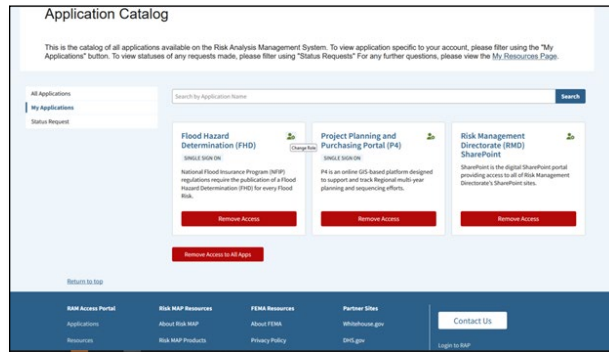 Application Catalog
This is the catalog of all applications available on the Risk Analysis Management System. To view application specific to your account, please filter using the "My
Applications" button. To view statuses of any requests made, please filter using "Status Requests" For any further questions, please view the My Resources Page.
All Applications
My Applications
Status Request
Search by Application Name
Search
Flood Hazard
Determination (FHD)
Change Role
SINGLE SIGN ON
National Flood Insurance Program (NFIP)
regulations require the publication of a Flood
Hazard Determination (FHD) for every Flood
Risk.
Remove Access
Project Planning and
Purchasing Portal (P4)
SINGLE SIGN ON
P4 is an online GIS-based platform designed
to support and track Regional multi-year
planning and sequencing efforts.
Remove Access
Risk Management
Directorate (RMD)
SharePoint
SharePoint is the digital SharePoint portal
providing access to all of Risk Management
Directorate's SharePoint sites.
Remove Access
Remove Access to All Apps
Return to top
RAM Access Portal
Applications
Resources
Risk MAP Resources
About Risk MAP
Risk MAP Products
FEMA Resources
About FEMA
Privacy Policy
Partner Sites
Whitehouse.gov
DHS.gov
Contact Us
Login to RAP